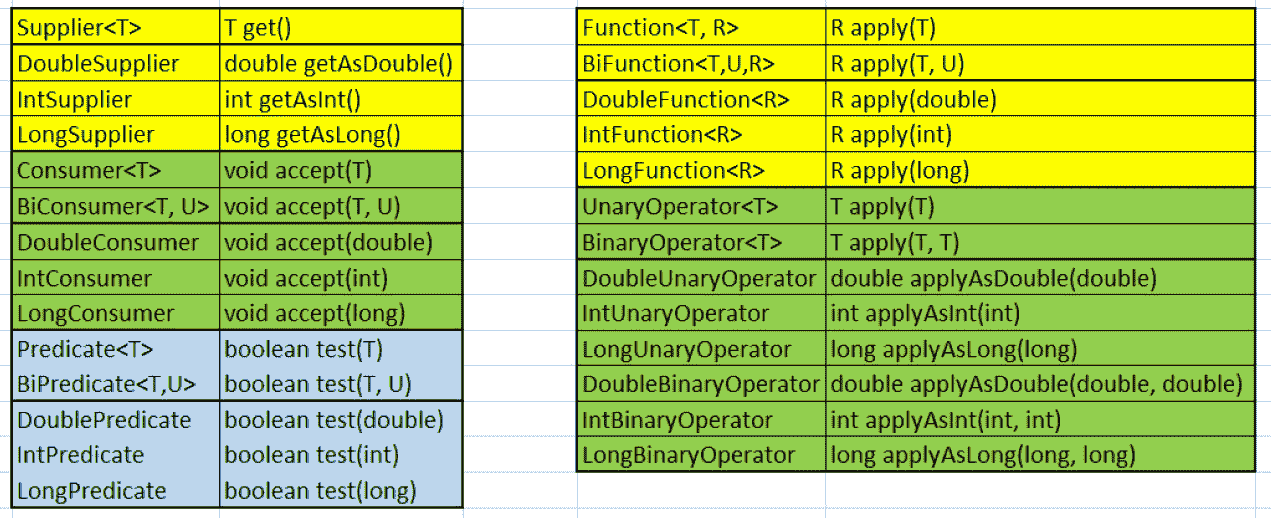 Supplier<T> T get()
DoubleSupplier double getAsDouble()
IntSupplier int getAsInt()
LongSupplier long getAsLong()
Consumer<T> void accept(T)
BiConsumer<T, U> void accept(T, U)
DoubleConsumer void accept(double)
IntConsumer void accept(int)
LongConsumer void accept(long)
Predicate<T> boolean test(T)
BiPredicate<T,U> boolean test(T, U)
DoublePredicate boolean test(double)
IntPredicate boolean test(int)
LongPredicate boolean test(long)
Function<T, R> R apply(T)
BiFunction<T,U,R> R apply(T, U)
DoubleFunction<R> R apply(double)
IntFunction<R> R apply(int)
LongFunction<R> R apply(long)
UnaryOperator<T> T apply(T)
BinaryOperator<T> T apply(T, T)
DoubleUnaryOperator double applyAsDouble(double)
IntUnaryOperator int applyAsInt(int)
LongUnaryOperator long applyAsLong(long)
DoubleBinaryOperator double applyAsDouble(double, double)
IntBinaryOperator int applyAsInt(int, int)
LongBinaryOperator long applyAsLong(long, long)